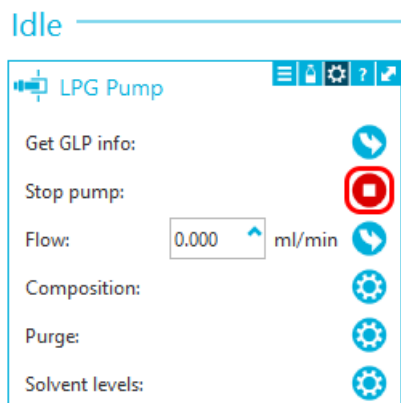 Idle
LPG Pump ?
Get GLP info:
Stop pump:
Flow: 0.000 ml/min
Composition:
Purge:
Solvent levels: